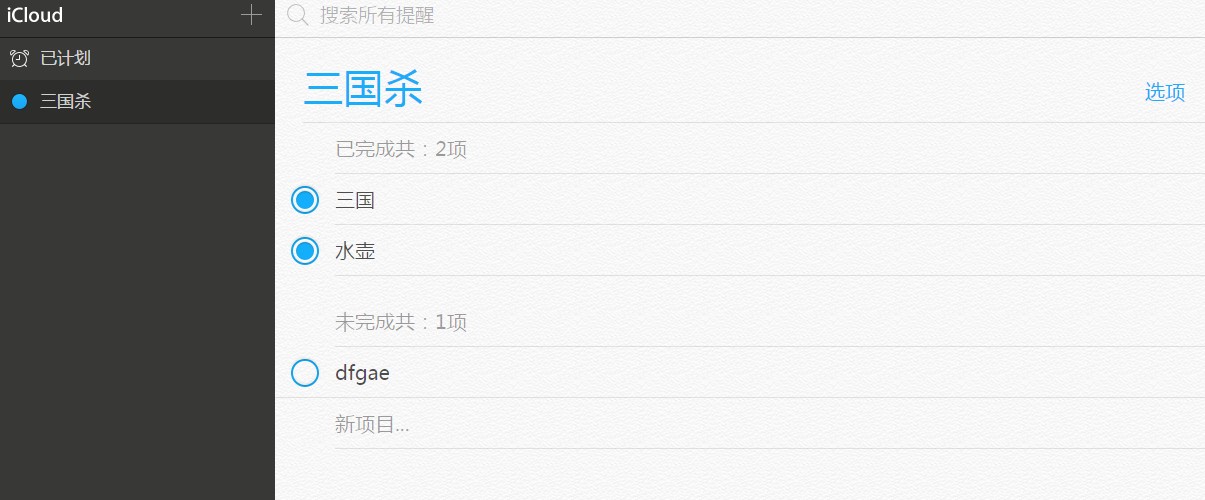 iCloud
已计划
三国杀
搜索所有提醒
三国杀
选项
已完成共：2项
三国
水壶
未完成共：1项
dfgae
新项目...